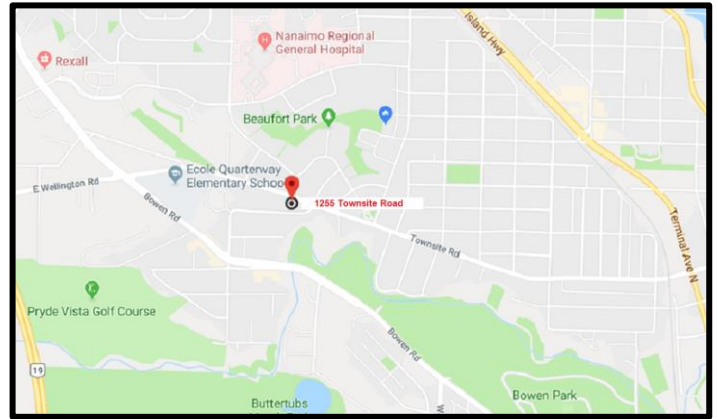 Island Hwy
Nanaimo Regional
General Hospital
Rexall
Beaufort Park
Ecole Quarterway
Elementary School
E Wellington Rd
1255 Townsite Road
Bowen Rd
Townsite Rd
Terminal Ave N
Pryde Vista Golf Course
Bowen Rd
19
Bowen Park
Buttertubs
W